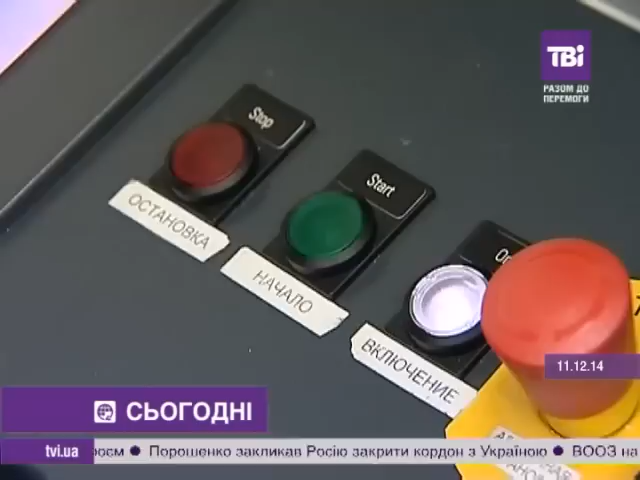 ТВі
РАЗОМ ДО
ПЕРЕМОГИ
Stop
ОСТАНОВКА
Start
НАЧАЛО
ВКЛЮЧЕНИЕ
11.12.14
СЬОГОДНІ
tvi.ua
Порошенко закликав Росію закрити кордон з Україною ● ВООЗ на